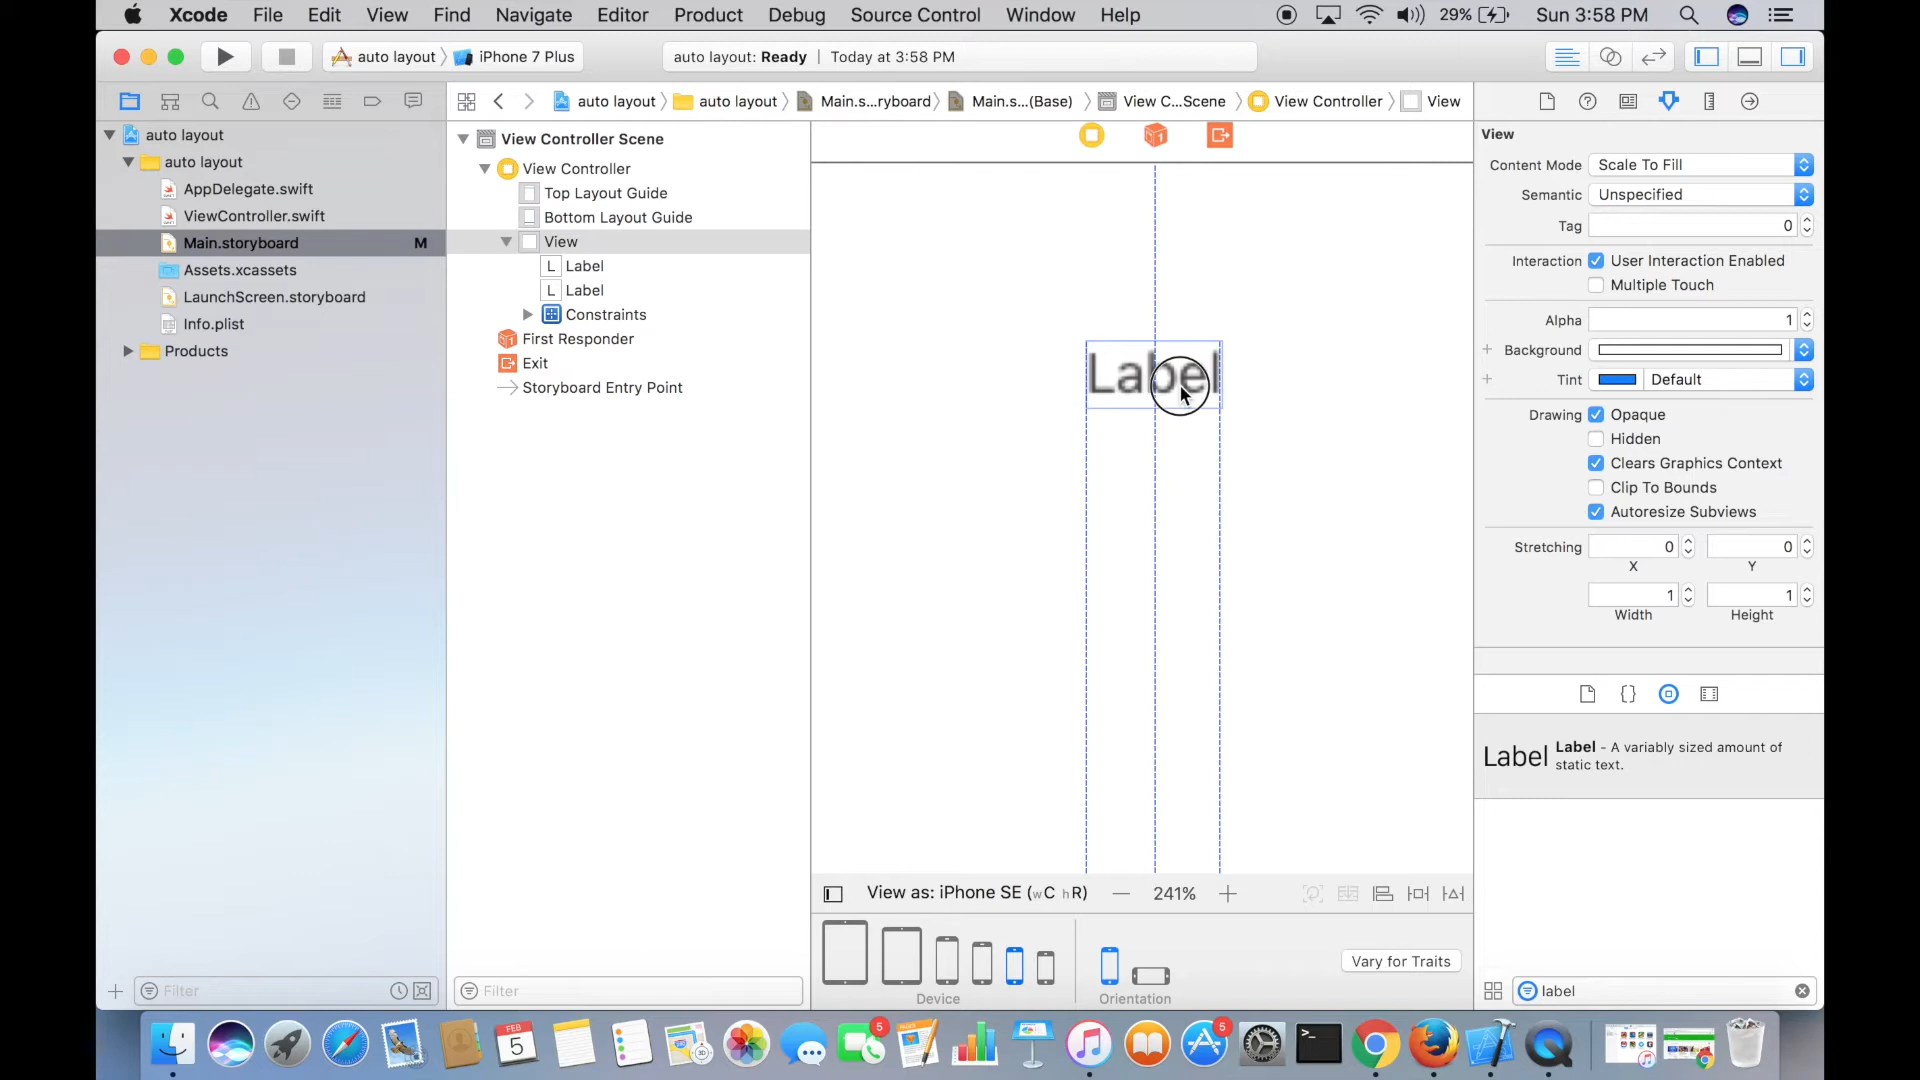 Xcode File Edit View Find Navigate Editor Product Debug Source Control Window Help 29% Sun 3:58 PM
auto layout iPhone 7 Plus auto layout: Ready | Today at 3:58 PM
auto layout auto layout Main.s...ryboard Main.s...(Base) View C...Scene View Controller View
auto layout
auto layout
AppDelegate.swift
ViewController.swift
Main.storyboard M
Assets.xcassets
LaunchScreen.storyboard
Info.plist
Products
Filter
View Controller Scene
View Controller
Top Layout Guide
Bottom Layout Guide
View
L Label
L Label
Constraints
First Responder
Exit
Storyboard Entry Point
Filter
Label
View as: iPhone SE (wC hR) — 241% +
Device
Orientation
Vary for Traits
View
Content Mode Scale To Fill
Semantic Unspecified
Tag 0
Interaction User Interaction Enabled
Multiple Touch
Alpha 1
+ Background
+ Tint Default
Drawing Opaque
Hidden
Clears Graphics Context
Clip To Bounds
Autoresize Subviews
Stretching 0 0
X Y
1 1
Width Height
{}
Label Label - A variably sized amount of
static text.
label
FEB
5
5
5